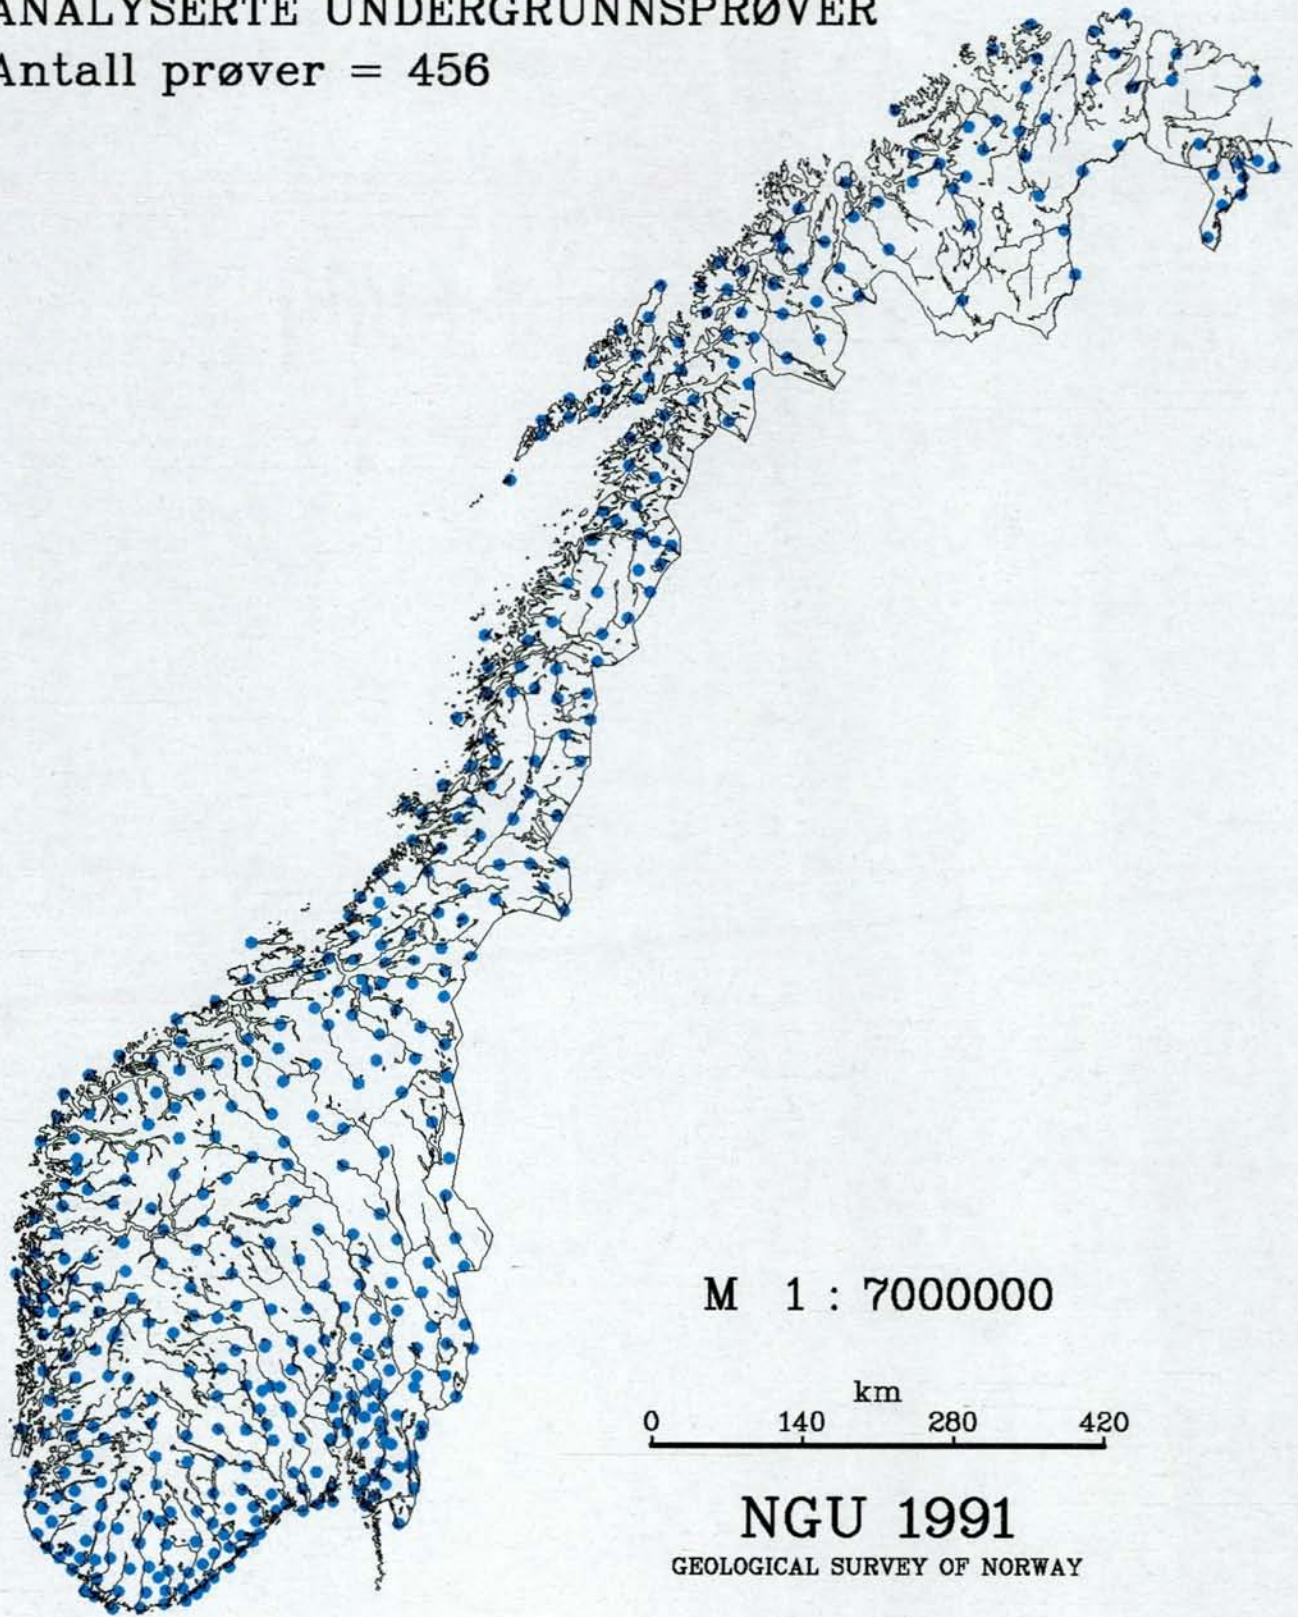 ANALYSERTE UNDERGRUNNSPRØVER
Antall prøver = 456
M 1 : 7000000
km
0 140 280 420
NGU 1991
GEOLOGICAL SURVEY OF NORWAY